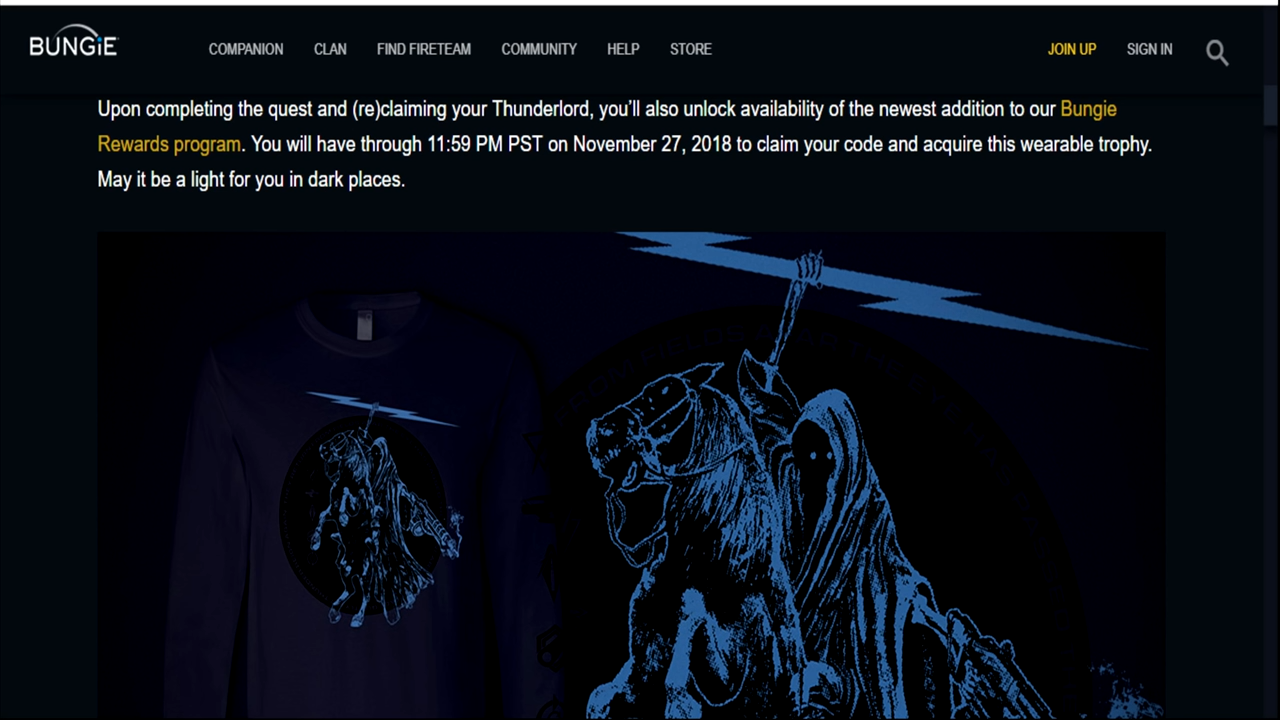 BUNGiE
COMPANION CLAN FIND FIRETEAM COMMUNITY HELP STORE JOIN UP SIGN IN
Upon completing the quest and (re)claiming your Thunderlord, you'll also unlock availability of the newest addition to our Bungie
Rewards program. You will have through 11:59 PM PST on November 27, 2018 to claim your code and acquire this wearable trophy.
May it be a light for you in dark places.